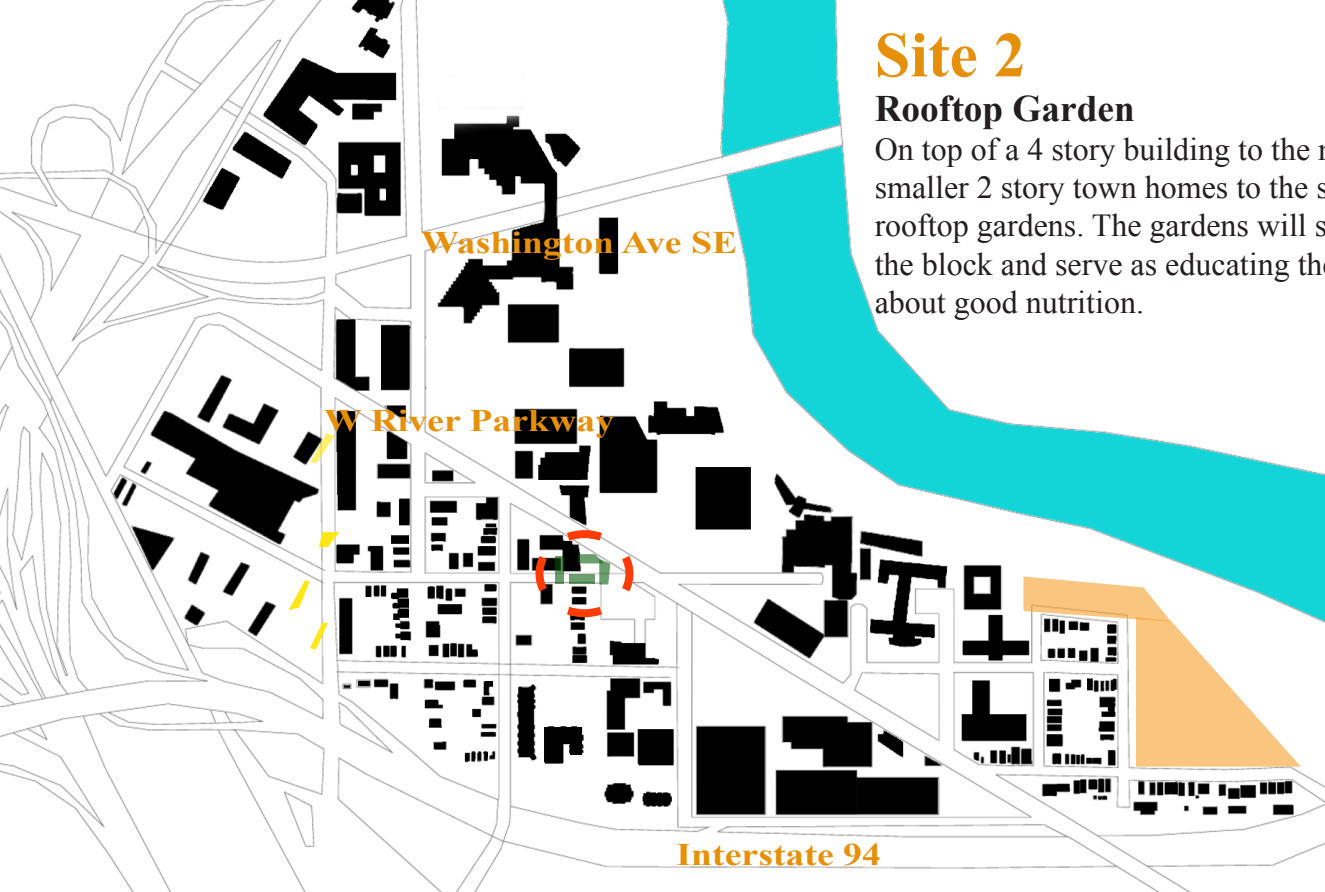 Site 2
Rooftop Garden
On top of a 4 story building to the
smaller 2 story town homes to the
rooftop gardens. The gardens will
the block and serve as educating
about good nutrition.
Washington Ave SE
W River Parkway
Interstate 94